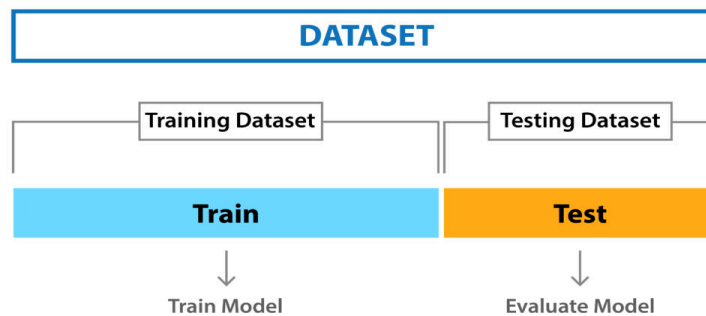 DATASET
Training Dataset
Testing Dataset
Train
Test
Train Model
Evaluate Model